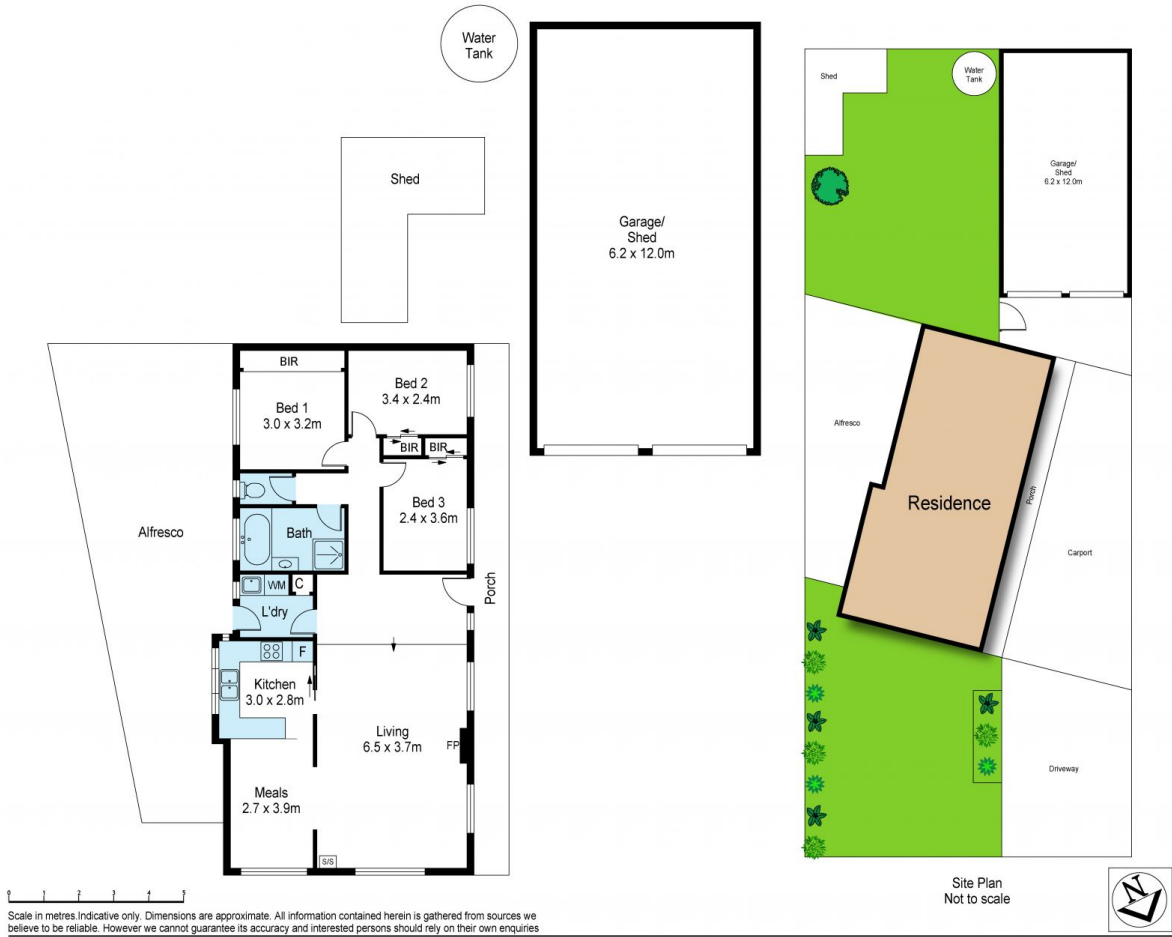 Water
Tank
Shed
Garage/
Shed
6.2 x 12.0m
BIR
Bed 1
3.0 x 3.2m
Bed 2
3.4 x 2.4m
BIR
BIR
Bed 3
2.4 x 3.6m
Bath
Alfresco
WM
C
L'dry
Porch
F
Kitchen
3.0 x 2.8m
Living
6.5 x 3.7m
FP
Meals
2.7 x 3.9m
S/S
Shed
Water
Tank
Garage/
Shed
6.2 x 12.0m
Alfresco
Residence
Porch
Carport
Driveway
Site Plan
Not to scale
N
0 1 2 3 4 5
Scale in metres.Indicative only. Dimensions are approximate. All information contained herein is gathered from sources we
believe to be reliable. However we cannot guarantee its accuracy and interested persons should rely on their own enquiries